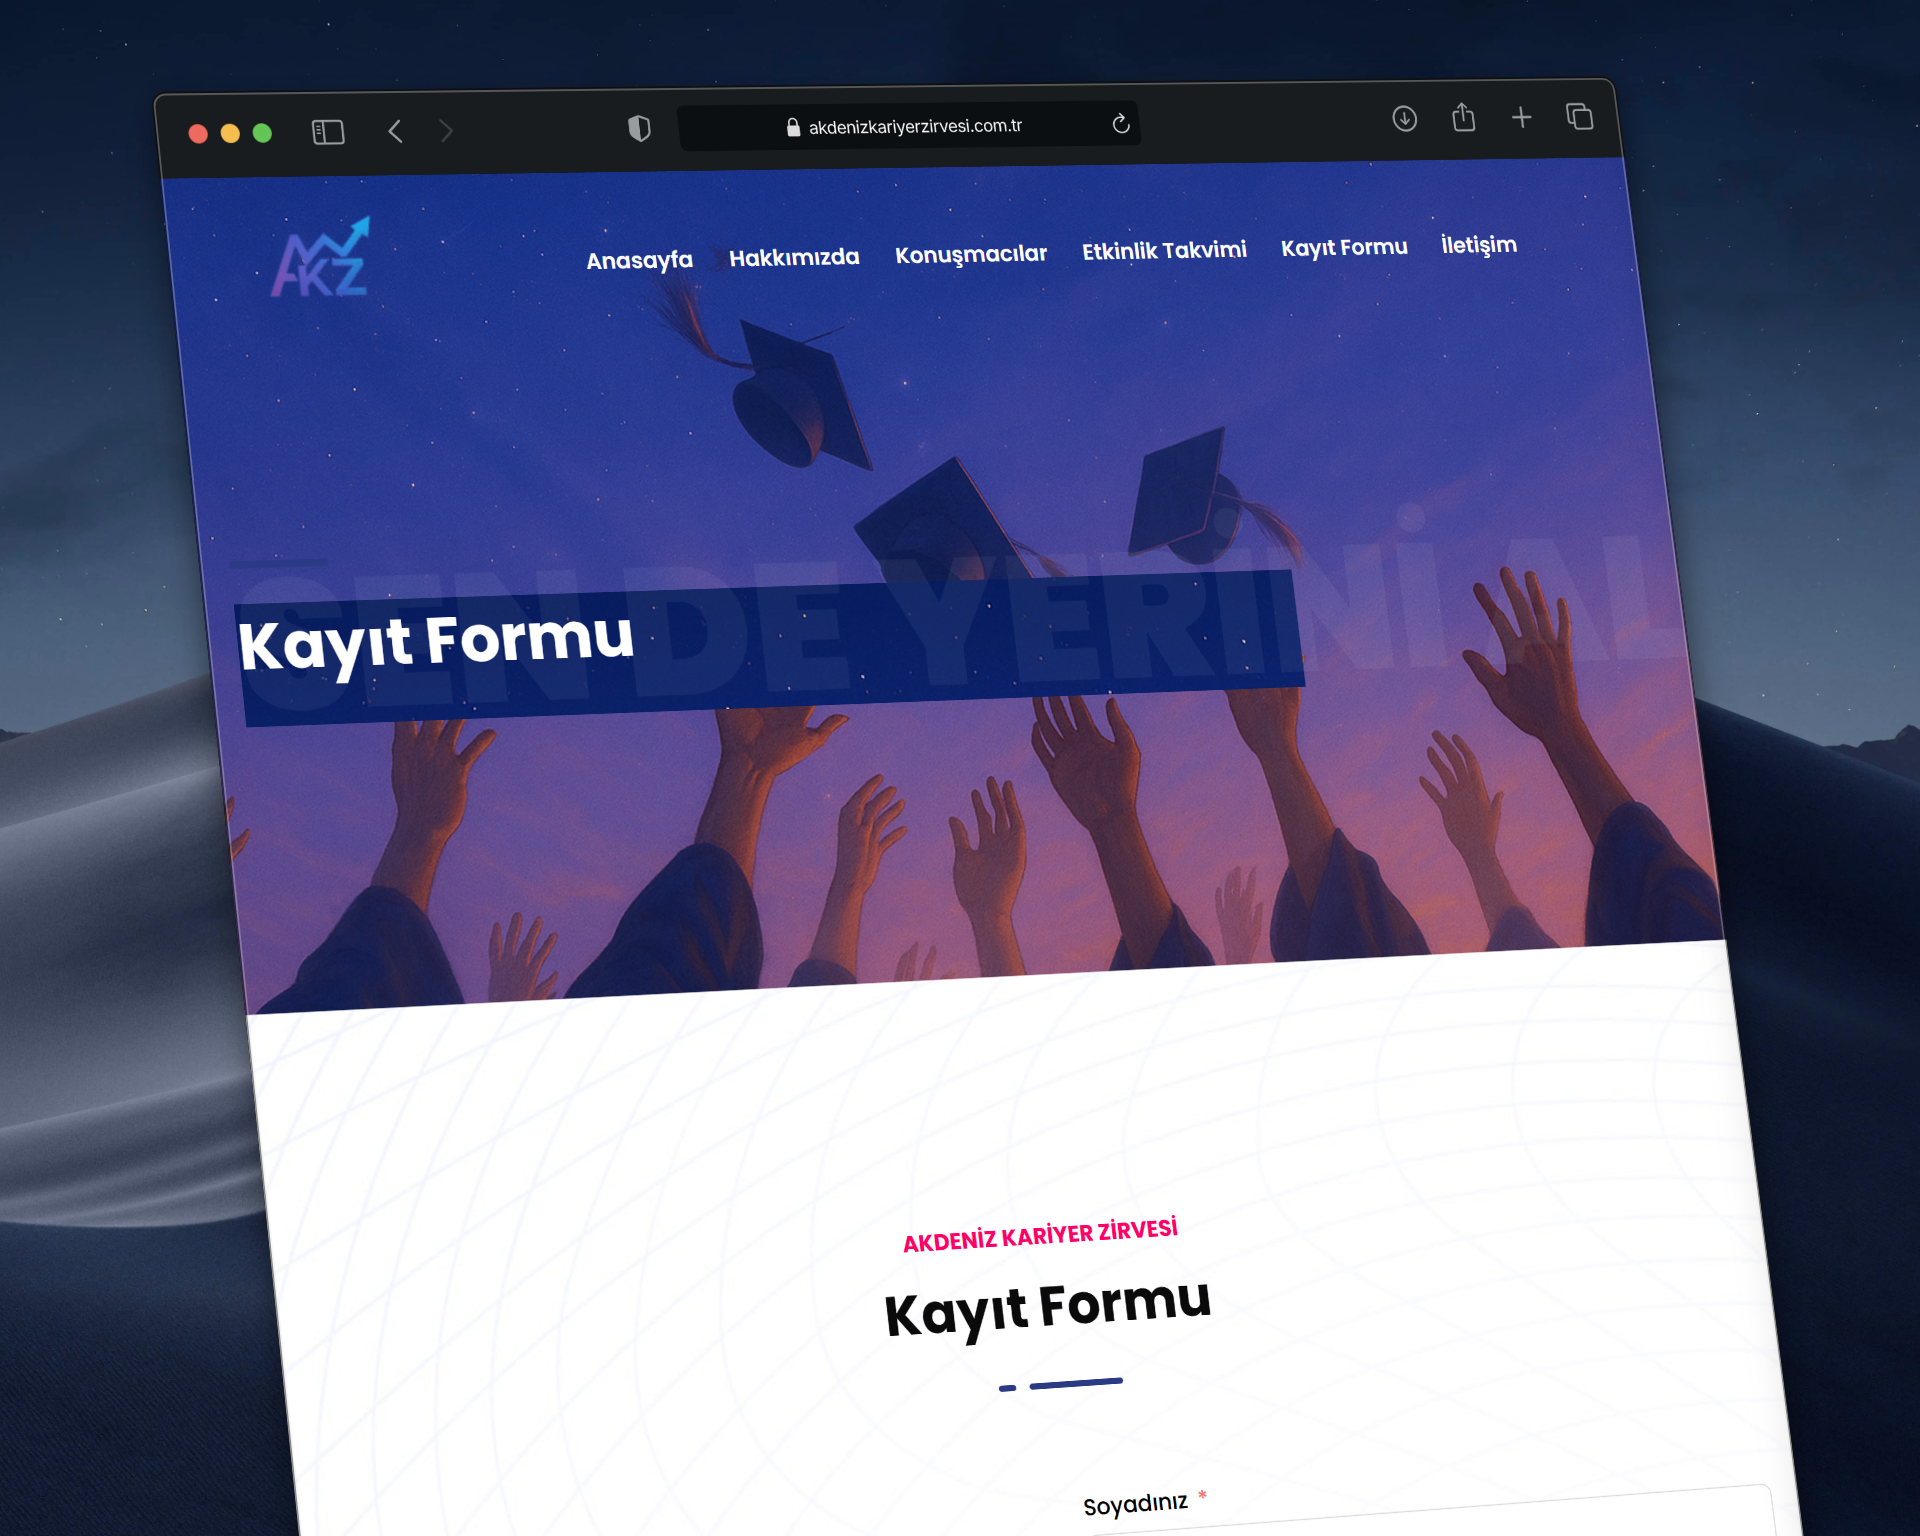 akdenizkariyerzirvesi.com.tr
AKZ
Anasayfa Hakkımızda Konuşmacılar Etkinlik Takvimi Kayıt Formu İletişim
SEN DE YERİNİ AL
Kayıt Formu
AKDENİZ KARİYER ZİRVESİ
Kayıt Formu
Soyadınız *